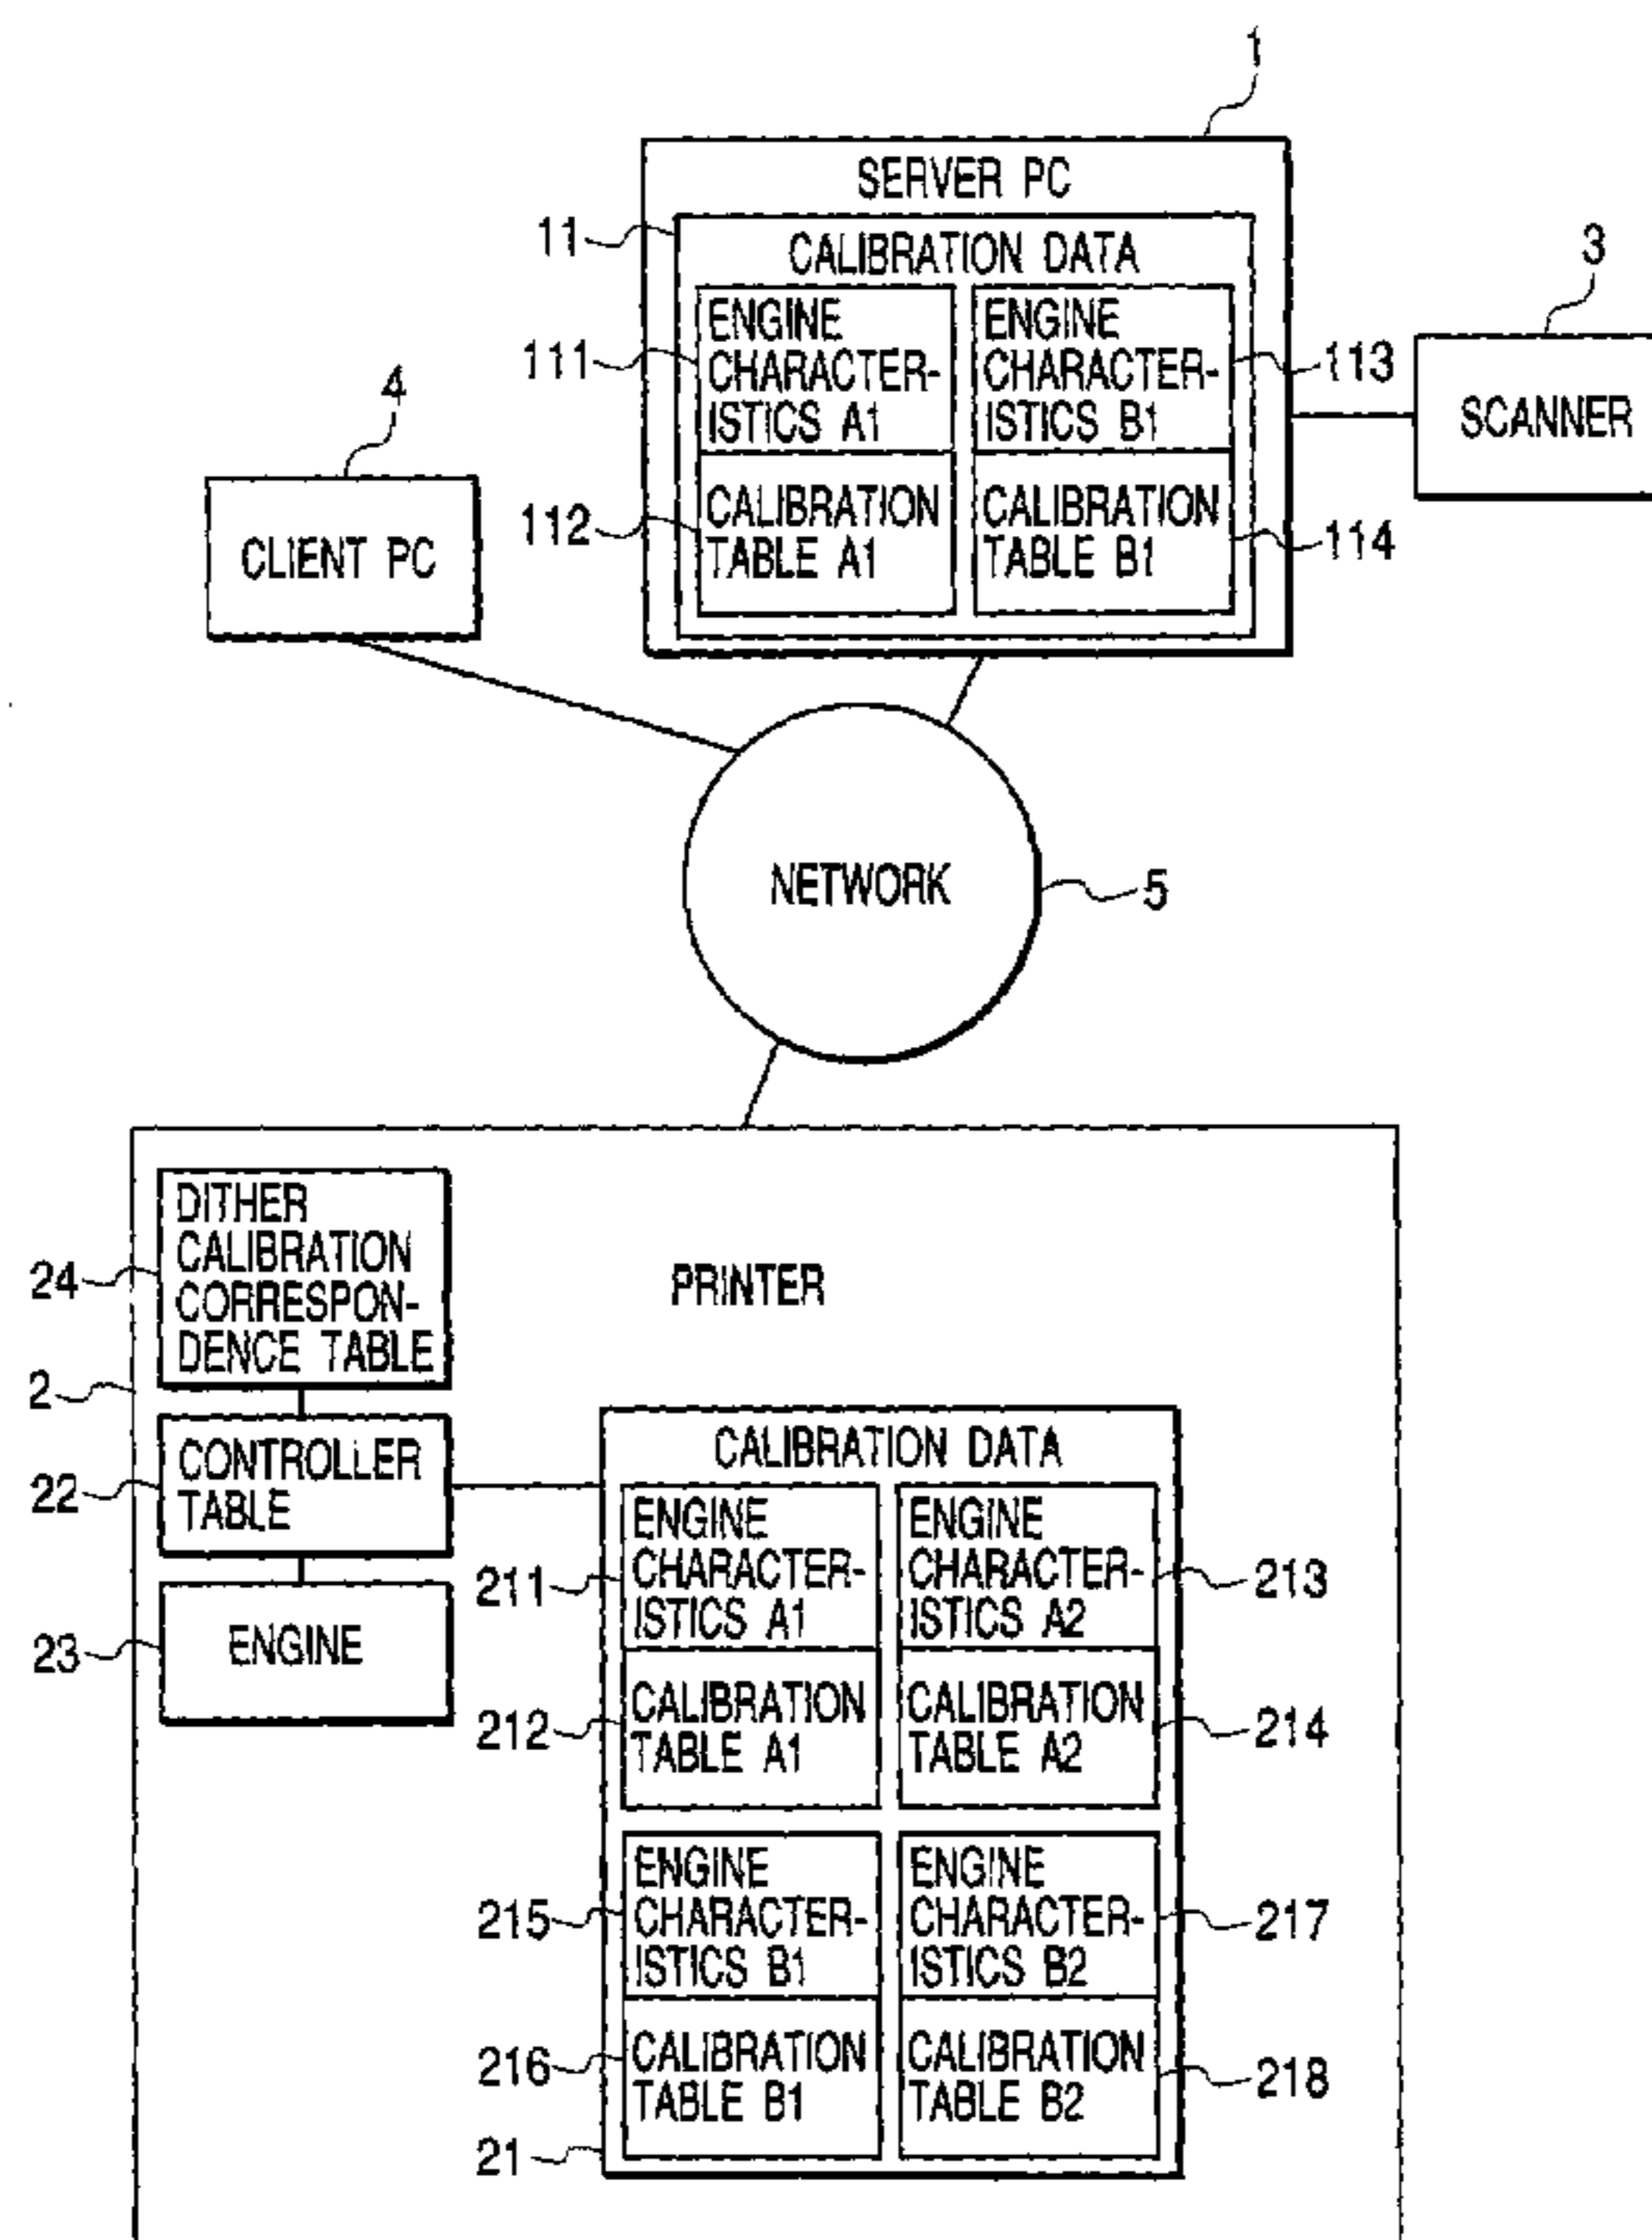 1
SERVER PC
11
CALIBRATION DATA
ENGINE
CHARACTER-
ISTICS A1
111
ENGINE
CHARACTER-
ISTICS B1
113
CALIBRATION
TABLE A1
112
CALIBRATION
TABLE B1
114
3
SCANNER
4
CLIENT PC
NETWORK
5
PRINTER
DITHER
CALIBRATION
CORRESPON-
DENCE TABLE
24
2
CONTROLLER
TABLE
22
ENGINE
23
CALIBRATION DATA
ENGINE
CHARACTER-
ISTICS A1
211
ENGINE
CHARACTER-
ISTICS A2
213
CALIBRATION
TABLE A1
212
CALIBRATION
TABLE A2
214
ENGINE
CHARACTER-
ISTICS B1
215
ENGINE
CHARACTER-
ISTICS B2
217
CALIBRATION
TABLE B1
216
CALIBRATION
TABLE B2
218
21